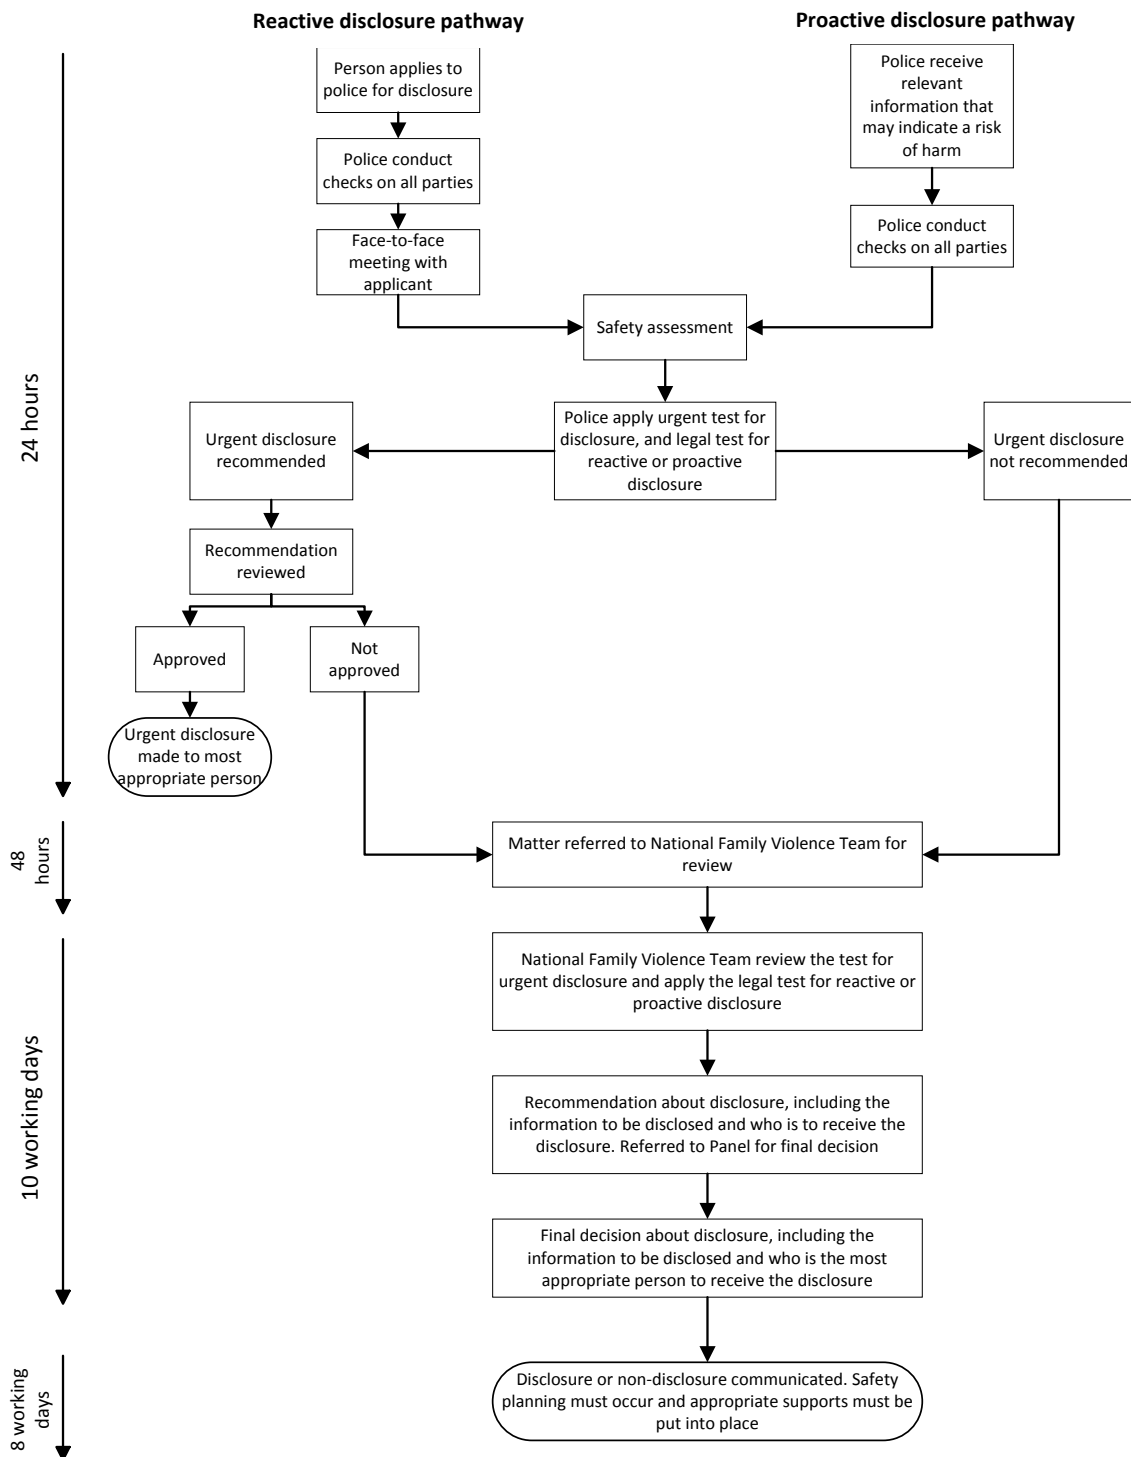 Reactive disclosure pathway
Proactive disclosure pathway
Person applies to
police for disclosure
Police receive
relevant
information that
may indicate a risk
of harm
Police conduct
checks on all parties
Face-to-face
meeting with
applicant
Police conduct
checks on all parties
Safety assessment
24 hours
Police apply urgent test for
disclosure, and legal test for
reactive or proactive
disclosure
Urgent disclosure
recommended
Urgent disclosure
not recommended
Recommendation
reviewed
Approved
Not
approved
Urgent disclosure
made to most
appropriate person
48
hours
Matter referred to National Family Violence Team for
review
10 working days
National Family Violence Team review the test for
urgent disclosure and apply the legal test for reactive or
proactive disclosure
Recommendation about disclosure, including the
information to be disclosed and who is to receive the
disclosure. Referred to Panel for final decision
Final decision about disclosure, including the
information to be disclosed and who is the most
appropriate person to receive the disclosure
8 working
days
Disclosure or non-disclosure communicated. Safety
planning must occur and appropriate supports must be
put into place